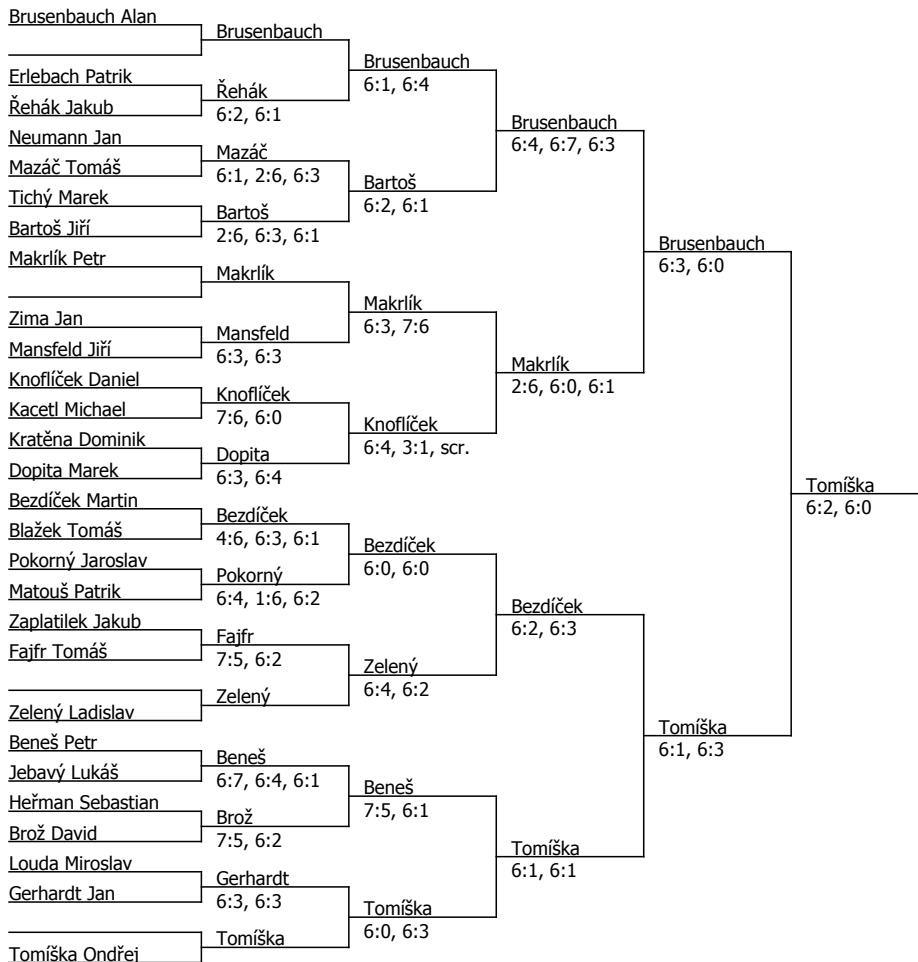 Brusenbauch Alan
Brusenbauch
Brusenbauch
6:1, 6:4
Erlebach Patrik
Řehák
6:2, 6:1
Řehák Jakub
Brusenbauch
6:4, 6:7, 6:3
Neumann Jan
Mazáč
6:1, 2:6, 6:3
Mazáč Tomáš
Bartoš
6:2, 6:1
Tichý Marek
Bartoš
2:6, 6:3, 6:1
Bartoš Jiří
Brusenbauch
6:3, 6:0
Makrlík Petr
Makrlík
Makrlík
6:3, 7:6
Zima Jan
Mansfeld
6:3, 6:3
Mansfeld Jiří
Makrlík
2:6, 6:0, 6:1
Knoflíček Daniel
Knoflíček
7:6, 6:0
Kacetl Michael
Knoflíček
6:4, 3:1, scr.
Kratěna Dominik
Dopita
6:3, 6:4
Dopita Marek
Tomíška
6:2, 6:0
Bezdíček Martin
Bezdíček
4:6, 6:3, 6:1
Blažek Tomáš
Bezdíček
6:0, 6:0
Pokorný Jaroslav
Pokorný
6:4, 1:6, 6:2
Matouš Patrik
Bezdíček
6:2, 6:3
Zaplatilek Jakub
Fajfr
7:5, 6:2
Fajfr Tomáš
Zelený
6:4, 6:2
Zelený
Zelený Ladislav
Tomíška
6:1, 6:3
Beneš Petr
Beneš
6:7, 6:4, 6:1
Jebavý Lukáš
Beneš
7:5, 6:1
Heřman Sebastian
Brož
7:5, 6:2
Brož David
Tomíška
6:1, 6:1
Louda Miroslav
Gerhardt
6:3, 6:3
Gerhardt Jan
Tomíška
6:0, 6:3
Tomíška
Tomíška Ondřej